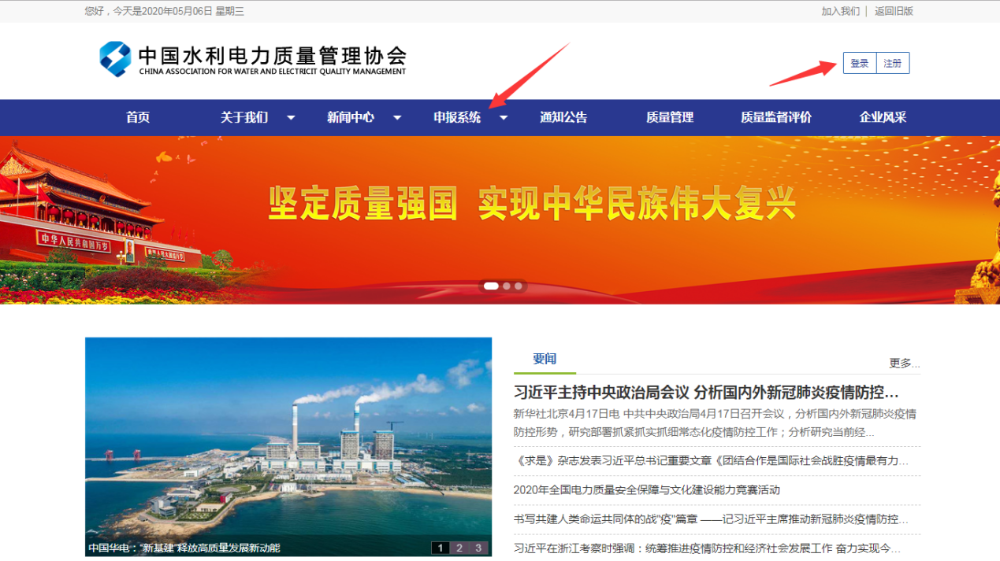 您好，今天是2020年05月06日 星期三
加入我们 | 返回旧版
中国水利电力质量管理协会
CHINA ASSOCIATION FOR WATER AND ELECTRICIT QUALITY MANAGEMENT
登录 注册
首页 关于我们 新闻中心 申报系统 通知公告 质量管理 质量监督评价 企业风采
坚定质量强国 实现中华民族伟大复兴
中华人民共和国万岁
要闻
更多...
习近平主持中央政治局会议 分析国内外新冠肺炎疫情防控…
新华社北京4月17日电 中共中央政治局4月17日召开会议，分析国内外新冠肺炎疫情
防控形势，研究部署抓紧抓实抓细常态化疫情防控工作；分析研究当前经...
《求是》杂志发表习近平总书记重要文章《团结合作是国际社会战胜疫情最有力…
2020年全国电力质量安全保障与文化建设能力竞赛活动
书写共建人类命运共同体的战"疫"篇章 ——记习近平主席推动新冠肺炎疫情防控…
习近平在浙江考察时强调：统筹推进疫情防控和经济社会发展工作 奋力实现今…
中国华电："新基建"释放高质量发展新动能
1 2 3